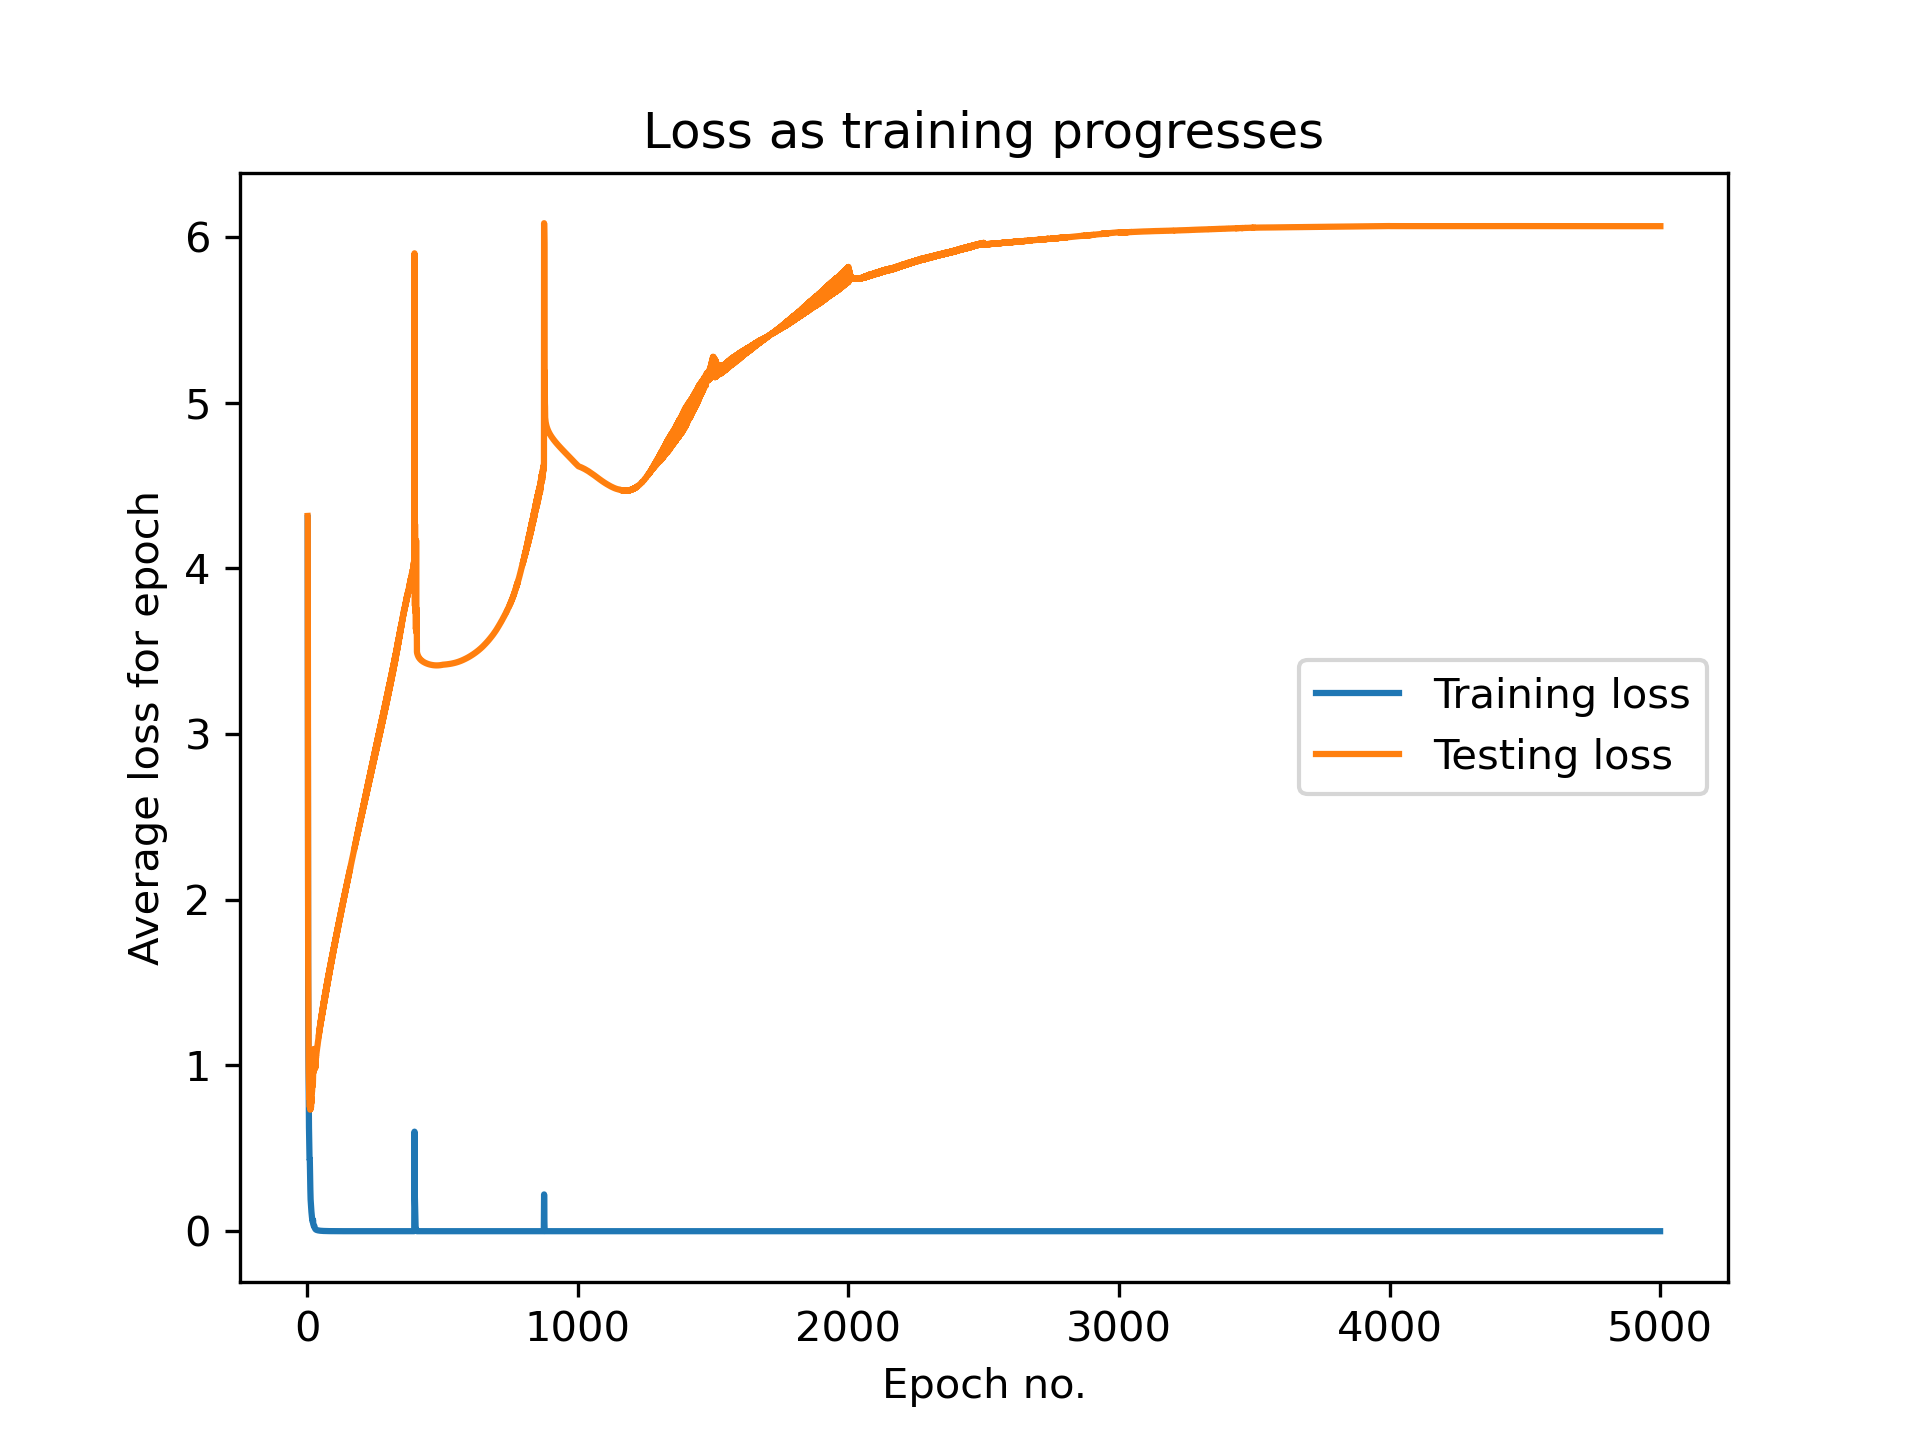 Loss as training progresses
6
5
4
3
2
1
0
Average loss for epoch
Training loss
Testing loss
0 1000 2000 3000 4000 5000
Epoch no.